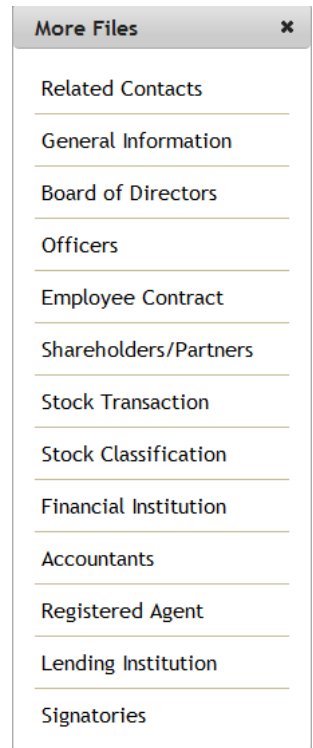 More Files ✖
Related Contacts
General Information
Board of Directors
Officers
Employee Contract
Shareholders/Partners
Stock Transaction
Stock Classification
Financial Institution
Accountants
Registered Agent
Lending Institution
Signatories